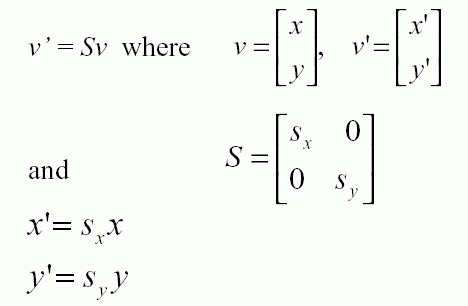 v' = Sv where v = [x y], v' = [x' y']
and S = [s_x 0 0 s_y]
x' = s_x x
y' = s_y y